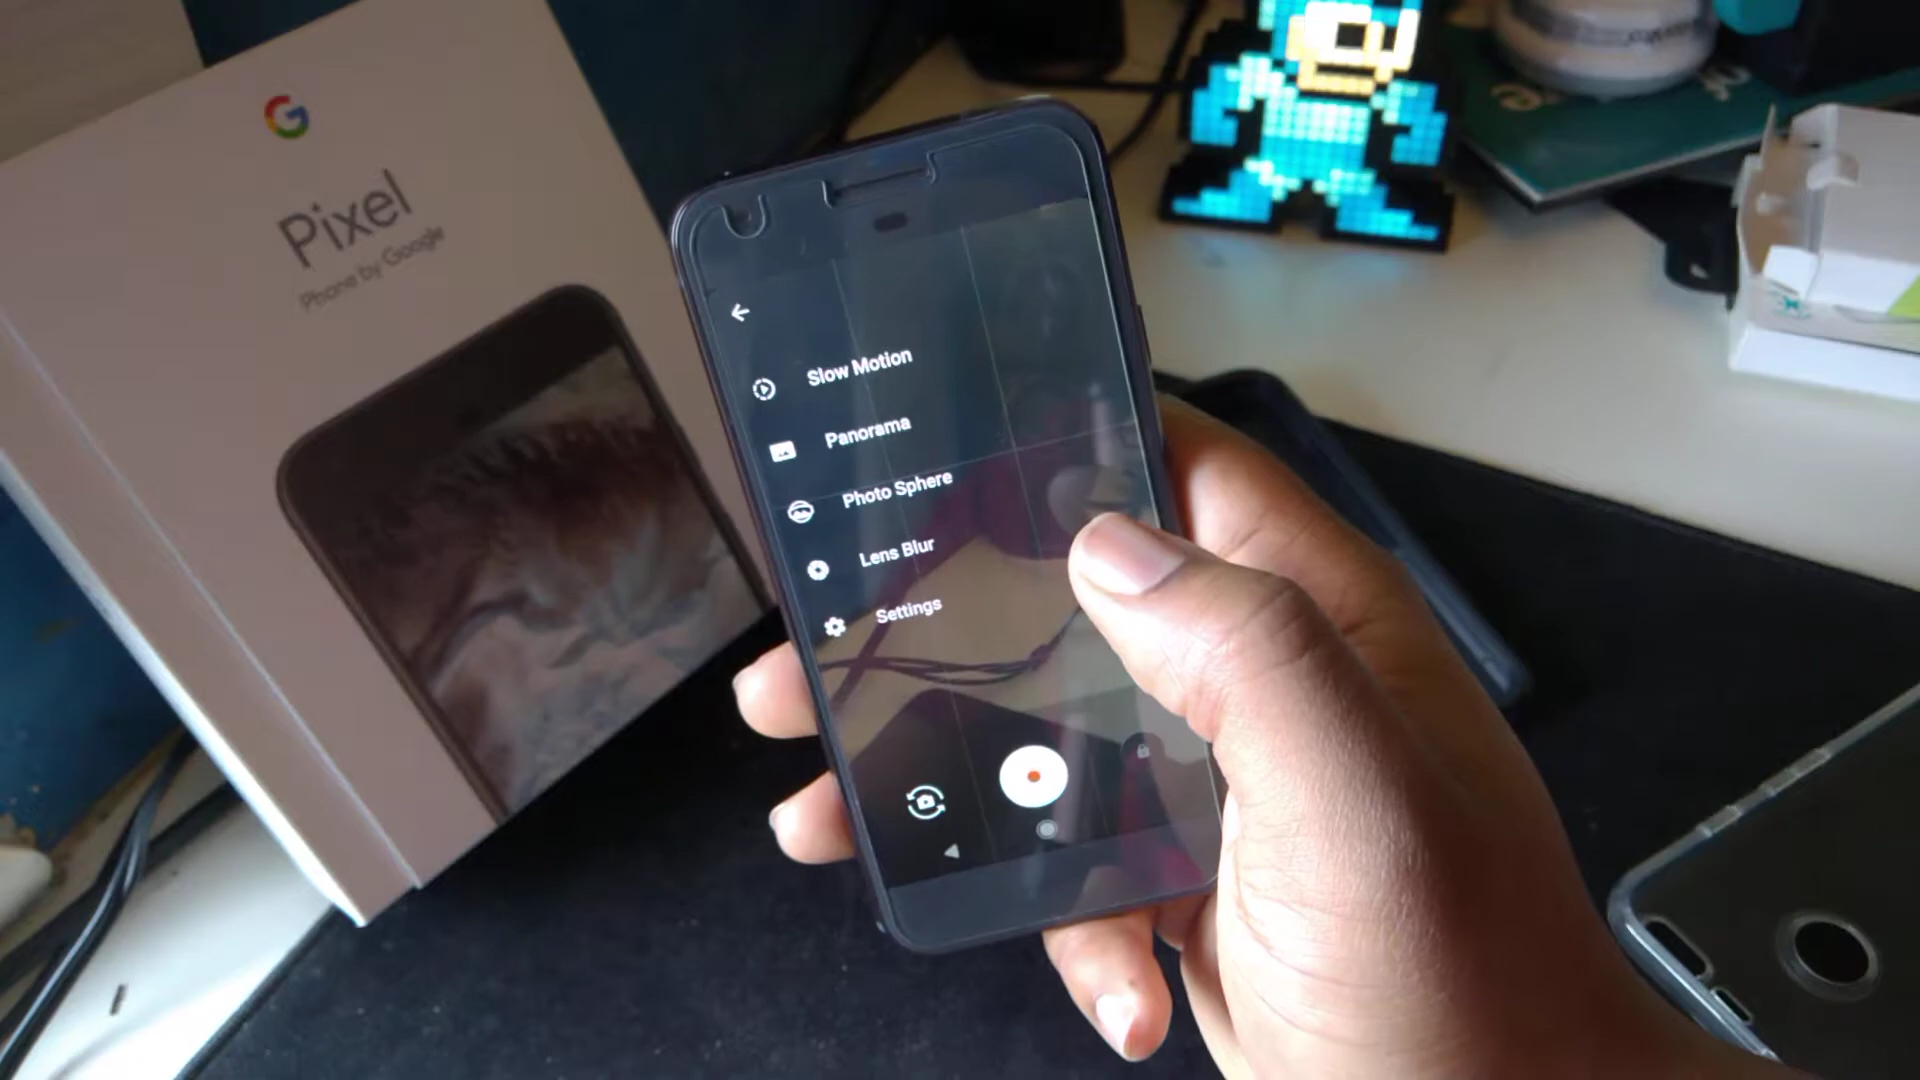 G
Pixel
Phone by Google
Slow Motion
Panorama
Photo Sphere
Lens Blur
Settings